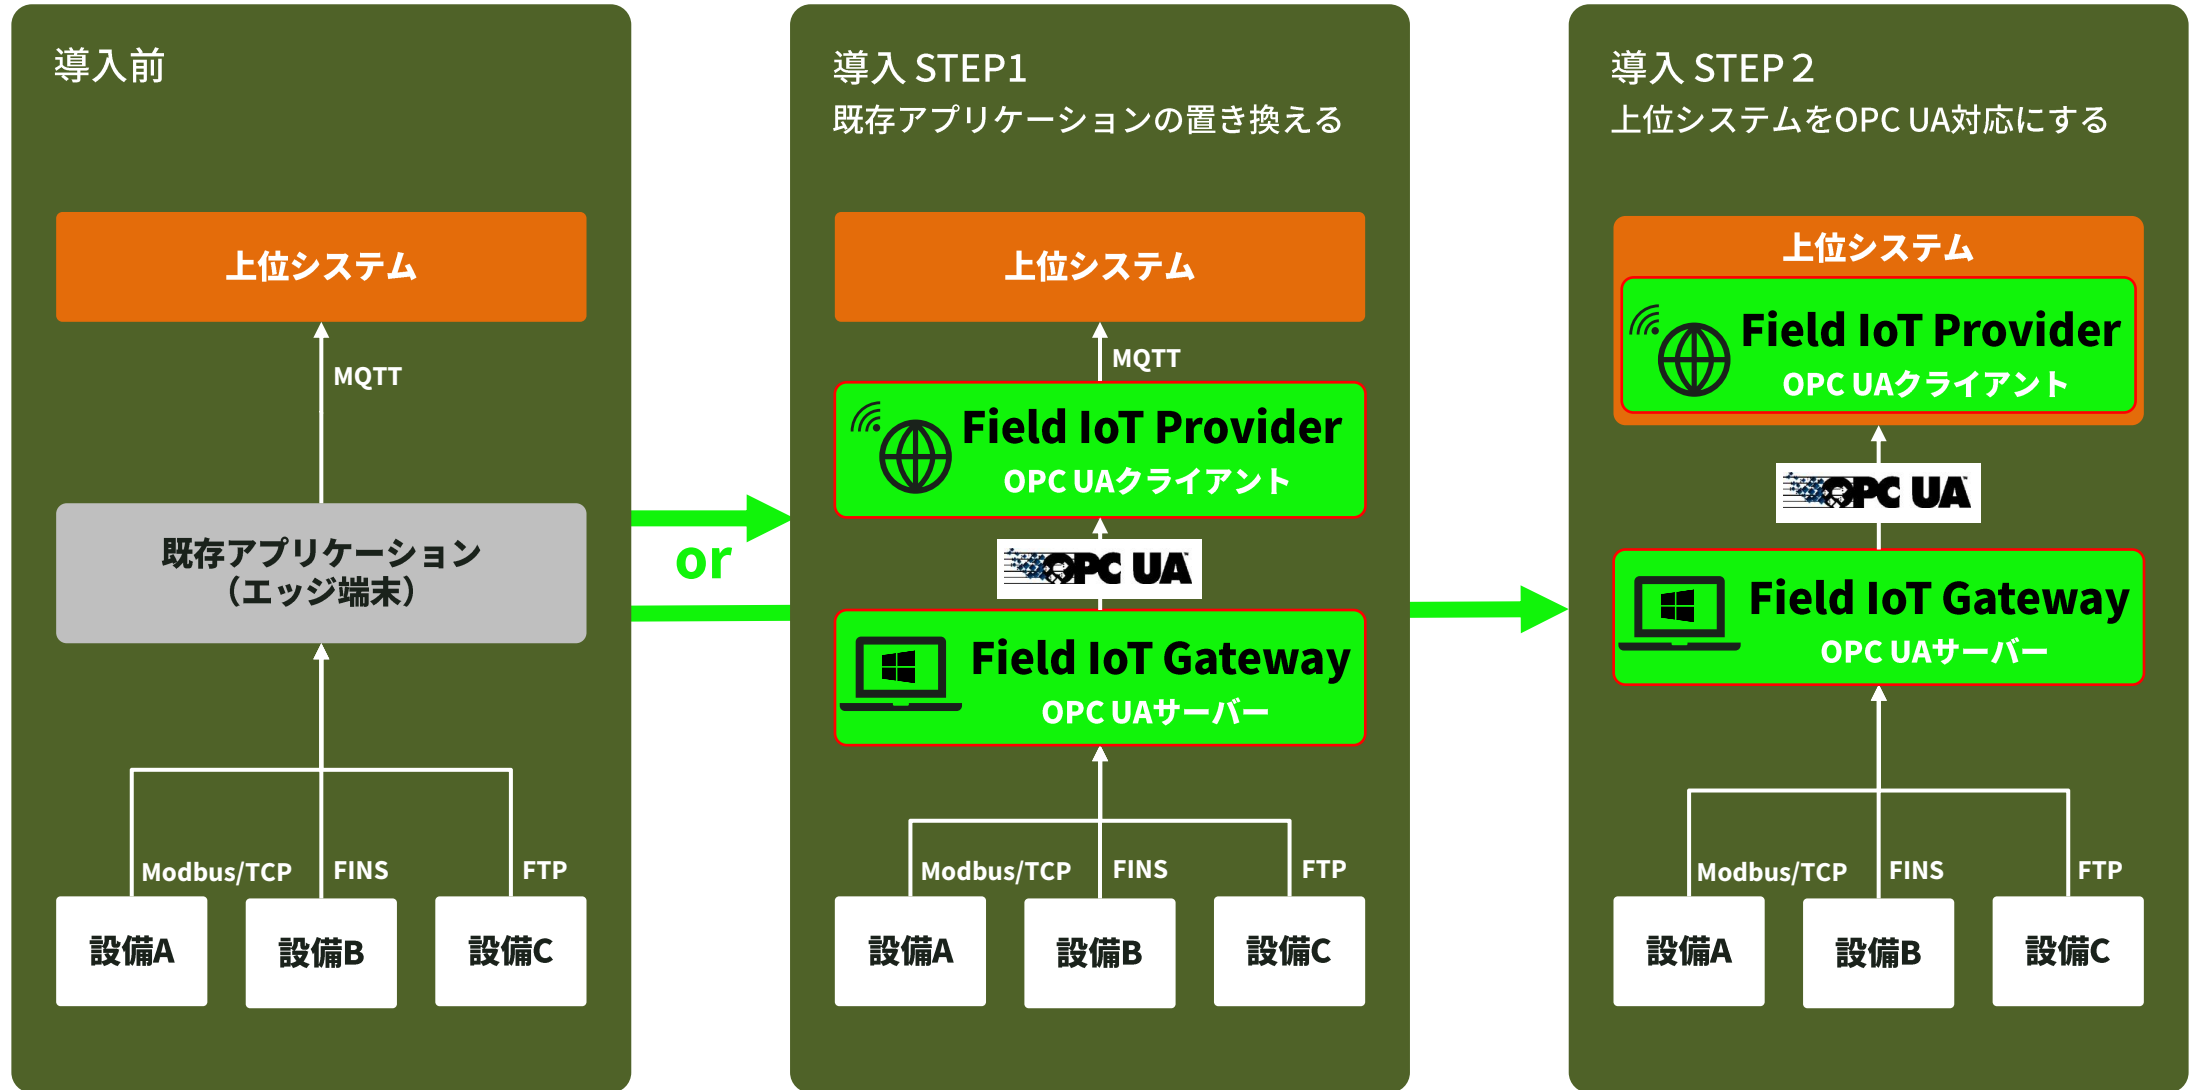 導入前
上位システム
MQTT
既存アプリケーション
（エッジ端末）
Modbus/TCP
FINS
FTP
設備A
設備B
設備C
or
導入 STEP1
既存アプリケーションの置き換える
上位システム
MQTT
Field IoT Provider
OPC UAクライアント
OPC UA
Field IoT Gateway
OPC UAサーバー
Modbus/TCP
FINS
FTP
設備A
設備B
設備C
導入 STEP２
上位システムをOPC UA対応にする
上位システム
Field IoT Provider
OPC UAクライアント
OPC UA
Field IoT Gateway
OPC UAサーバー
Modbus/TCP
FINS
FTP
設備A
設備B
設備C